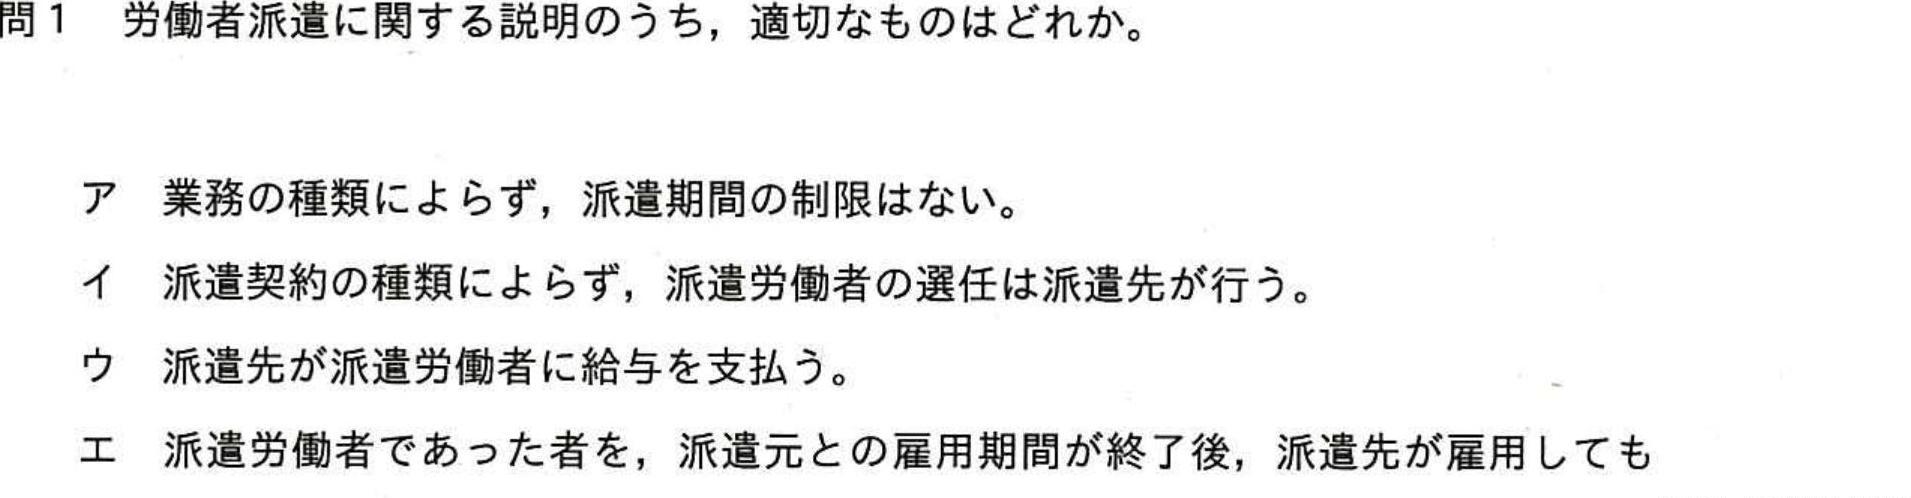 問1 労働者派遣に関する説明のうち，適切なものはどれか。
ア 業務の種類によらず，派遣期間の制限はない。
イ 派遣契約の種類によらず，派遣労働者の選任は派遣先が行う。
ウ 派遣先が派遣労働者に給与を支払う。
エ 派遣労働者であった者を，派遣元との雇用期間が終了後，派遣先が雇用しても